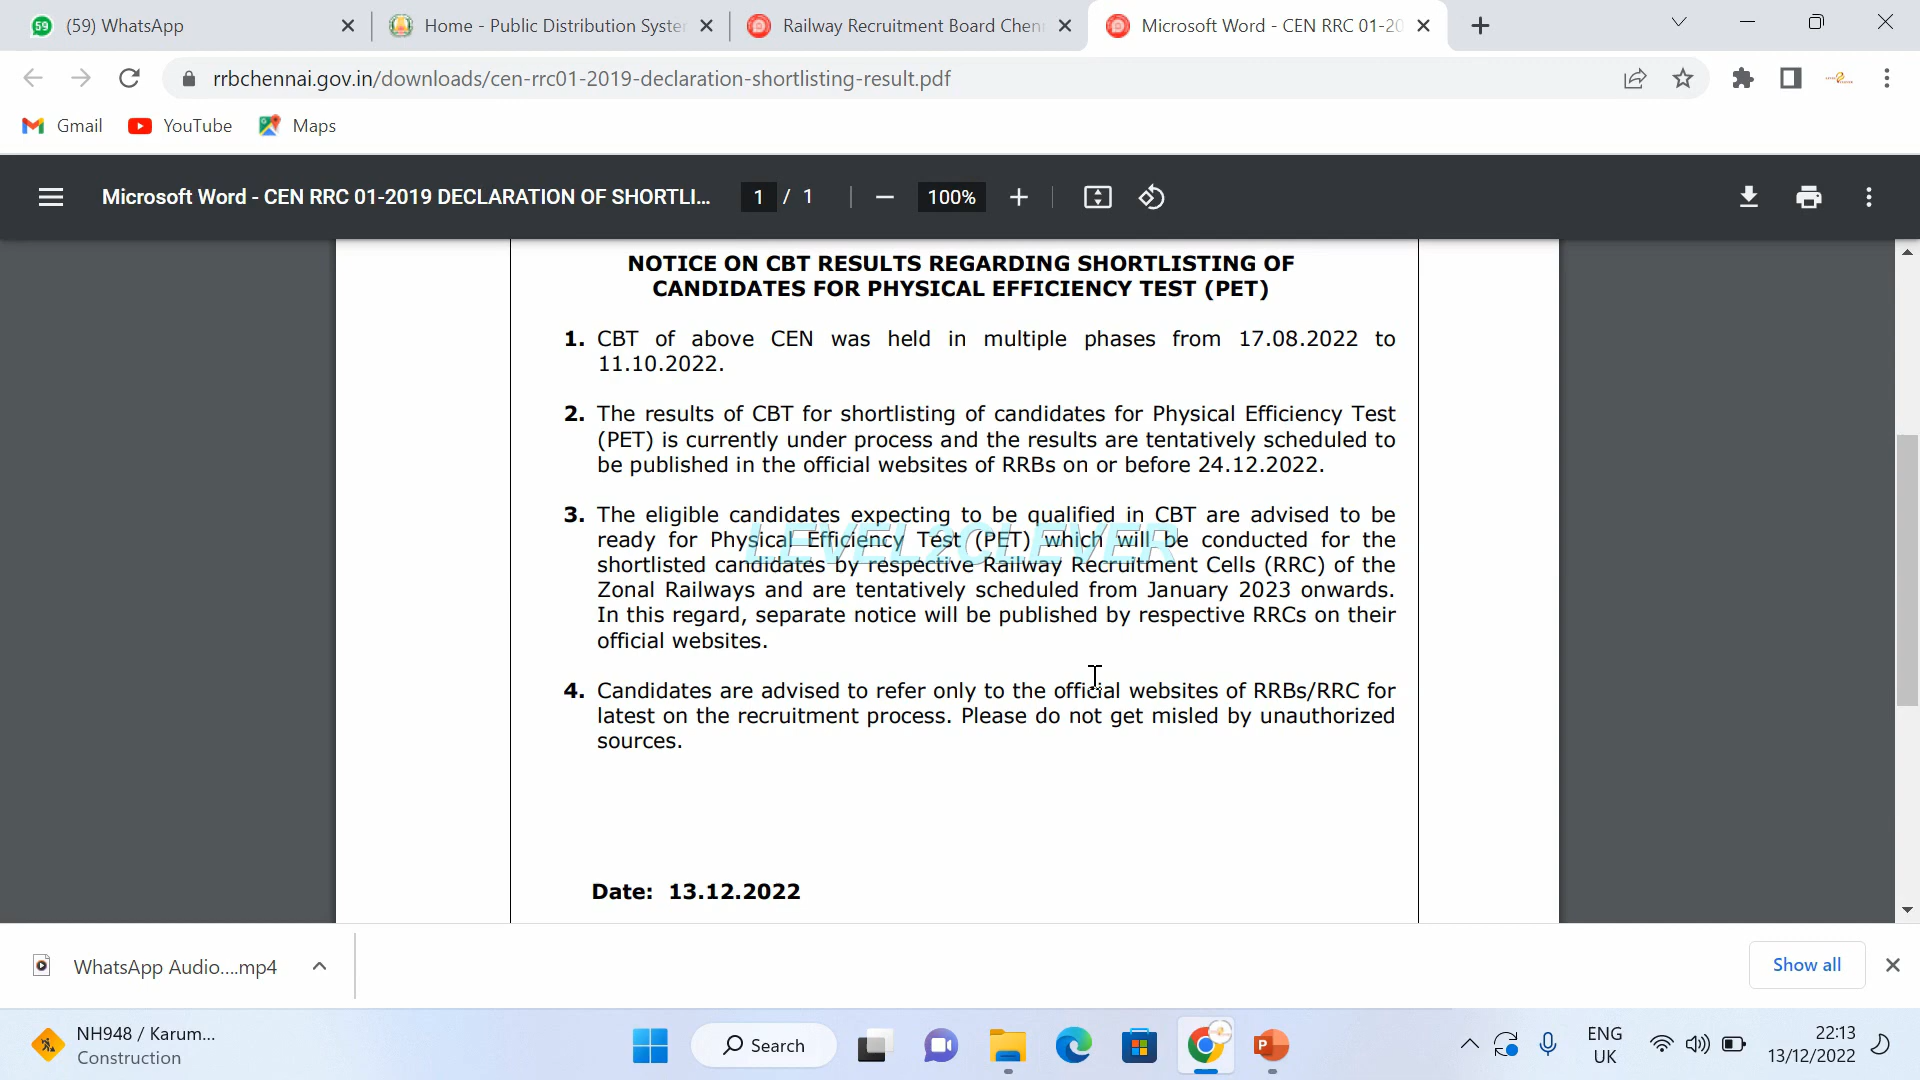 (59) WhatsApp
Home - Public Distribution Syste
Railway Recruitment Board Chen
Microsoft Word - CEN RRC 01-20
rrbchennai.gov.in/downloads/cen-rrc01-2019-declaration-shortlisting-result.pdf
Gmail
YouTube
Maps
Microsoft Word - CEN RRC 01-2019 DECLARATION OF SHORTLI...
1 / 1
100%
NOTICE ON CBT RESULTS REGARDING SHORTLISTING OF
CANDIDATES FOR PHYSICAL EFFICIENCY TEST (PET)
1. CBT of above CEN was held in multiple phases from 17.08.2022 to
11.10.2022.
2. The results of CBT for shortlisting of candidates for Physical Efficiency Test
(PET) is currently under process and the results are tentatively scheduled to
be published in the official websites of RRBs on or before 24.12.2022.
3. The eligible candidates expecting to be qualified in CBT are advised to be
ready for Physical Efficiency Test (PET) which will be conducted for the
shortlisted candidates by respective Railway Recruitment Cells (RRC) of the
Zonal Railways and are tentatively scheduled from January 2023 onwards.
In this regard, separate notice will be published by respective RRCs on their
official websites.
LEVEL2CLEVER
4. Candidates are advised to refer only to the official websites of RRBs/RRC for
latest on the recruitment process. Please do not get misled by unauthorized
sources.
Date: 13.12.2022
WhatsApp Audio....mp4
Show all
NH948 / Karum...
Construction
Search
ENG
UK
22:13
13/12/2022